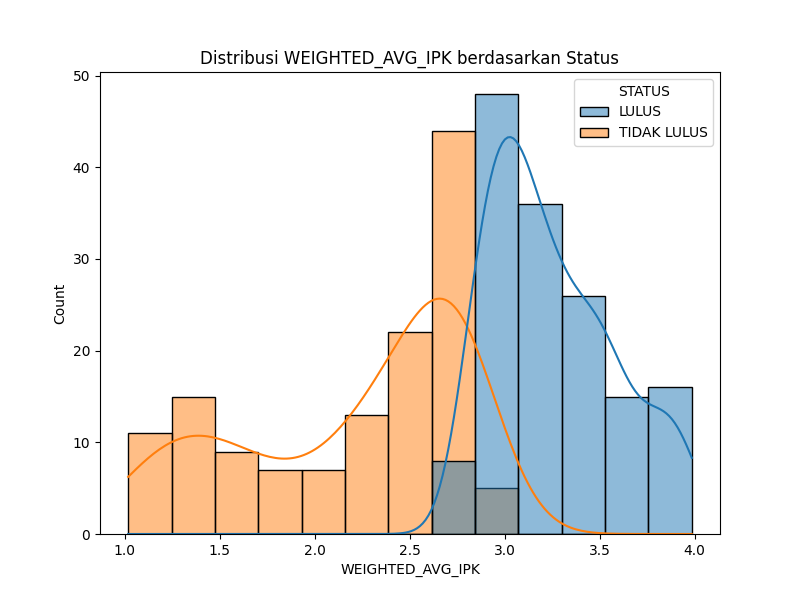 Distribusi WEIGHTED_AVG_IPK berdasarkan Status
STATUS
LULUS
TIDAK LULUS
Count
50
40
30
20
10
0
1.0 1.5 2.0 2.5 3.0 3.5 4.0
WEIGHTED_AVG_IPK